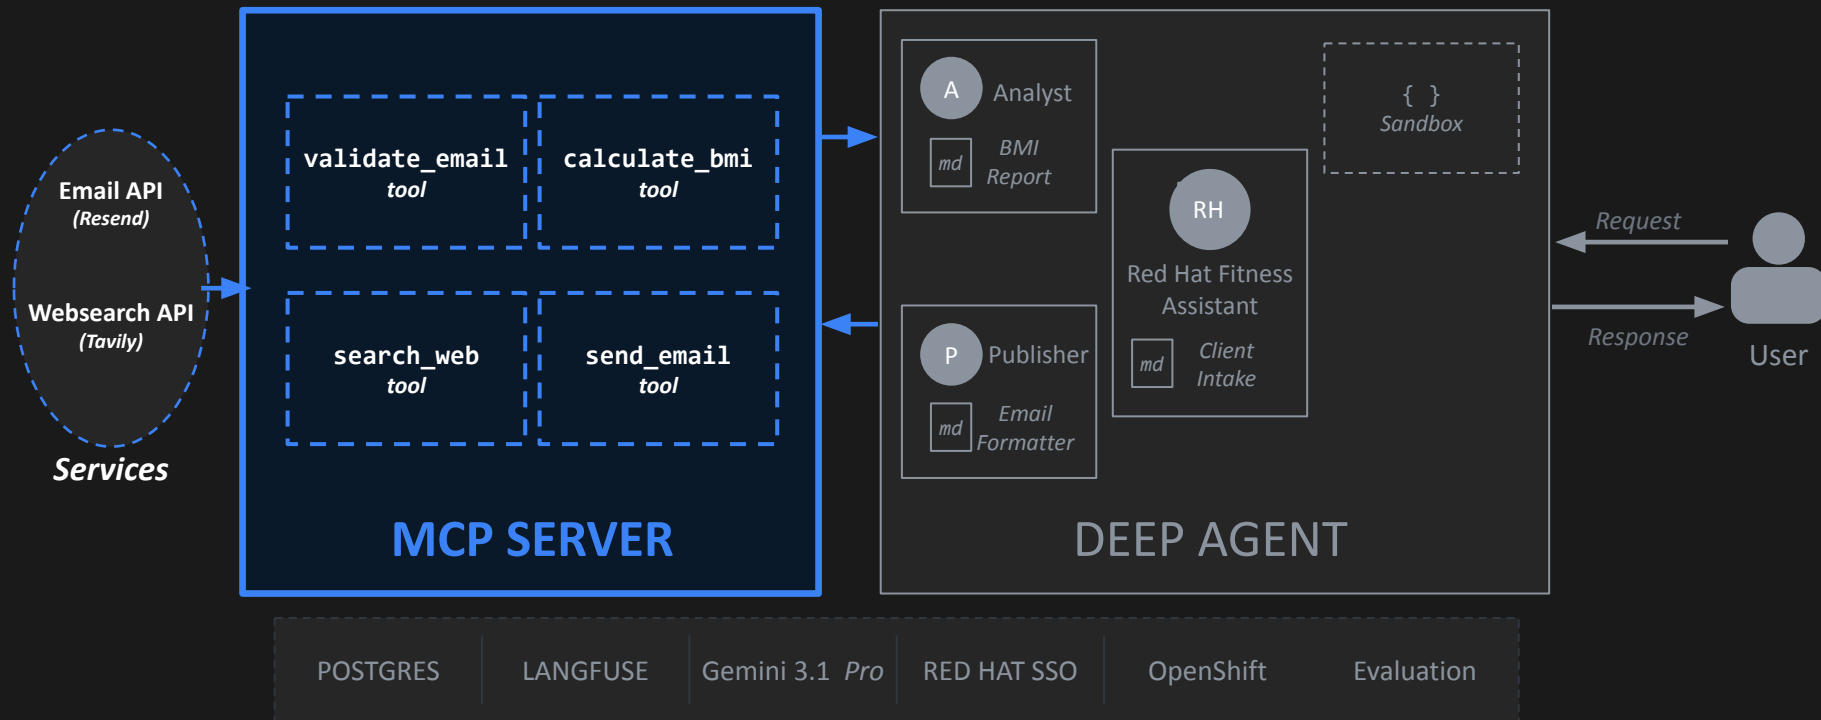 Email API
(Resend)
Websearch API
(Tavily)
Services
validate_email
tool
calculate_bmi
tool
search_web
tool
send_email
tool
MCP SERVER
A
Analyst
md
BMI
Report
P
Publisher
md
Email
Formatter
RH
Red Hat Fitness
Assistant
md
Client
Intake
{ }
Sandbox
DEEP AGENT
Request
Response
User
POSTGRES
LANGFUSE
Gemini 3.1 Pro
RED HAT SSO
OpenShift
Evaluation